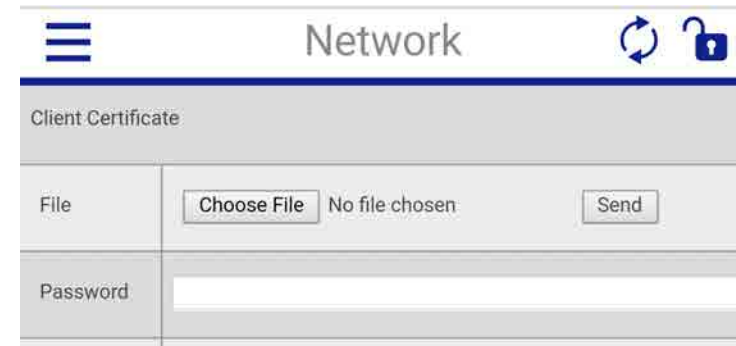 Network
Client Certificate
File Choose File No file chosen Send
Password